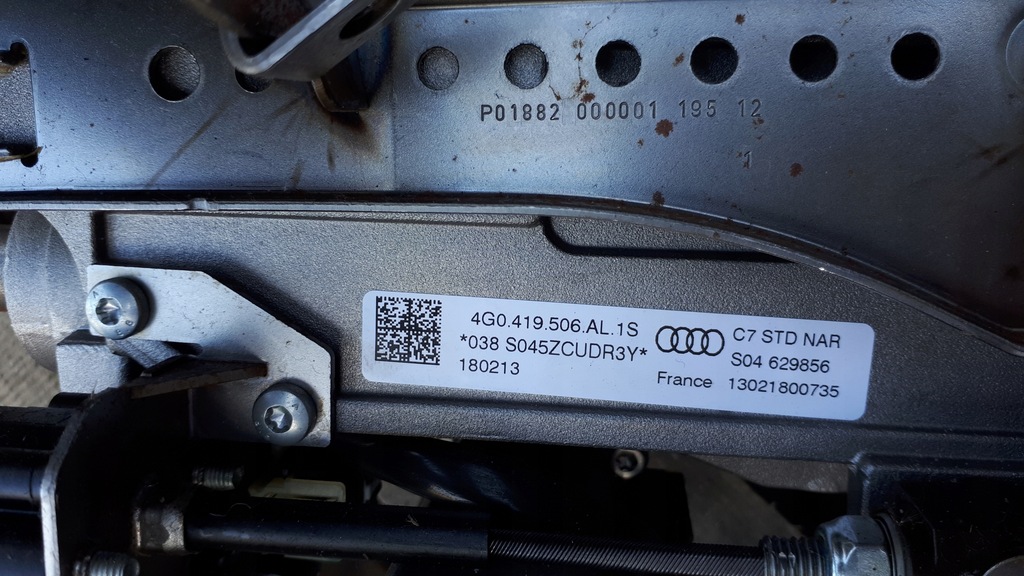 P01882 000001 195 12
1
4G0.419.506.AL.1S
*038 S045ZCUDR3Y*
180213
C7 STD NAR
S04 629856
France 13021800735